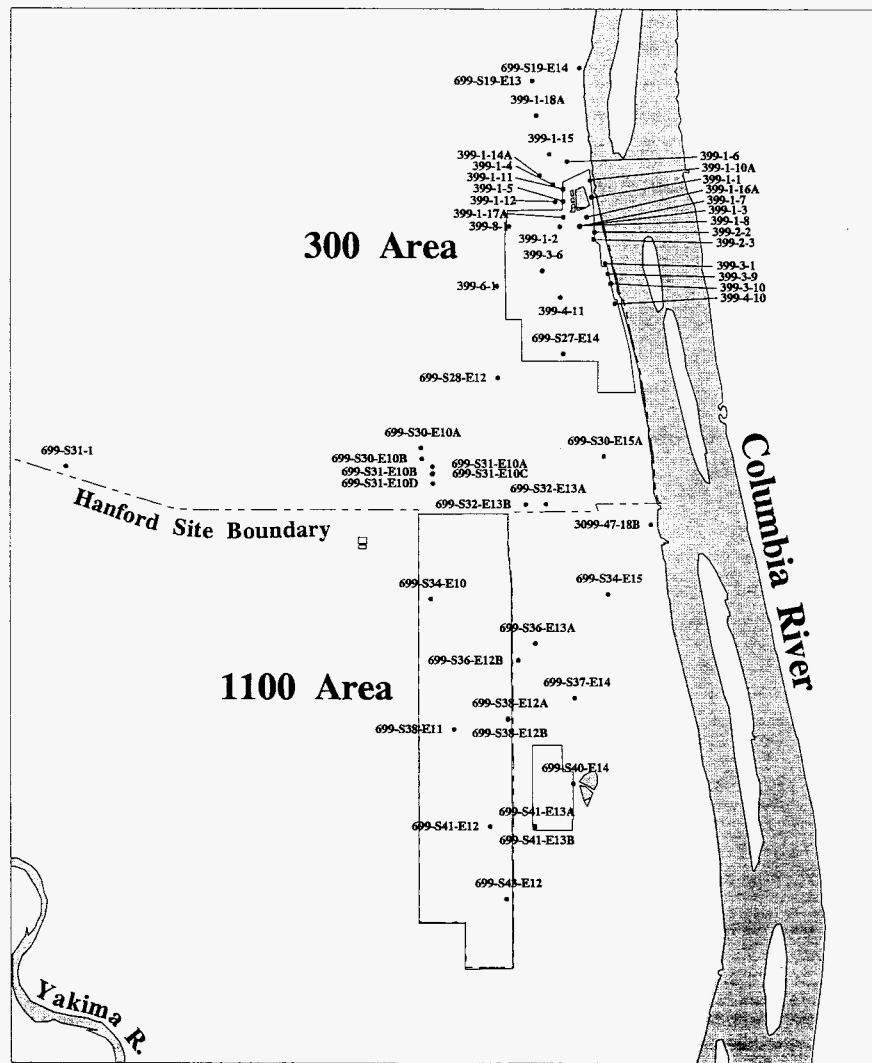 699-S19-E14
699-S19-E13
399-1-18A
399-1-15
399-1-14A
399-1-4
399-1-11
399-1-5
399-1-12
399-1-17A
399-8-1
399-1-2
399-1-6
399-1-10A
399-1-1
399-1-16A
399-1-7
399-1-3
399-1-8
399-2-2
399-2-3
300 Area
399-3-6
399-3-1
399-3-9
399-3-10
399-4-10
399-6-1
399-4-11
699-S27-E14
699-S28-E12
699-S30-E10A
699-S31-1
699-S30-E10B
699-S31-E10A
699-S30-E15A
699-S31-E10B
699-S31-E10C
699-S31-E10D
699-S32-E13A
699-S32-E13B
Hanford Site Boundary
3099-47-18B
Columbia River
699-S34-E10
699-S34-E15
699-S36-E13A
699-S36-E12B
1100 Area
699-S37-E14
699-S38-E12A
699-S38-E11
699-S38-E12B
699-S40-E14
699-S41-E13A
699-S41-E12
699-S41-E13B
699-S43-E12
Yakima R.